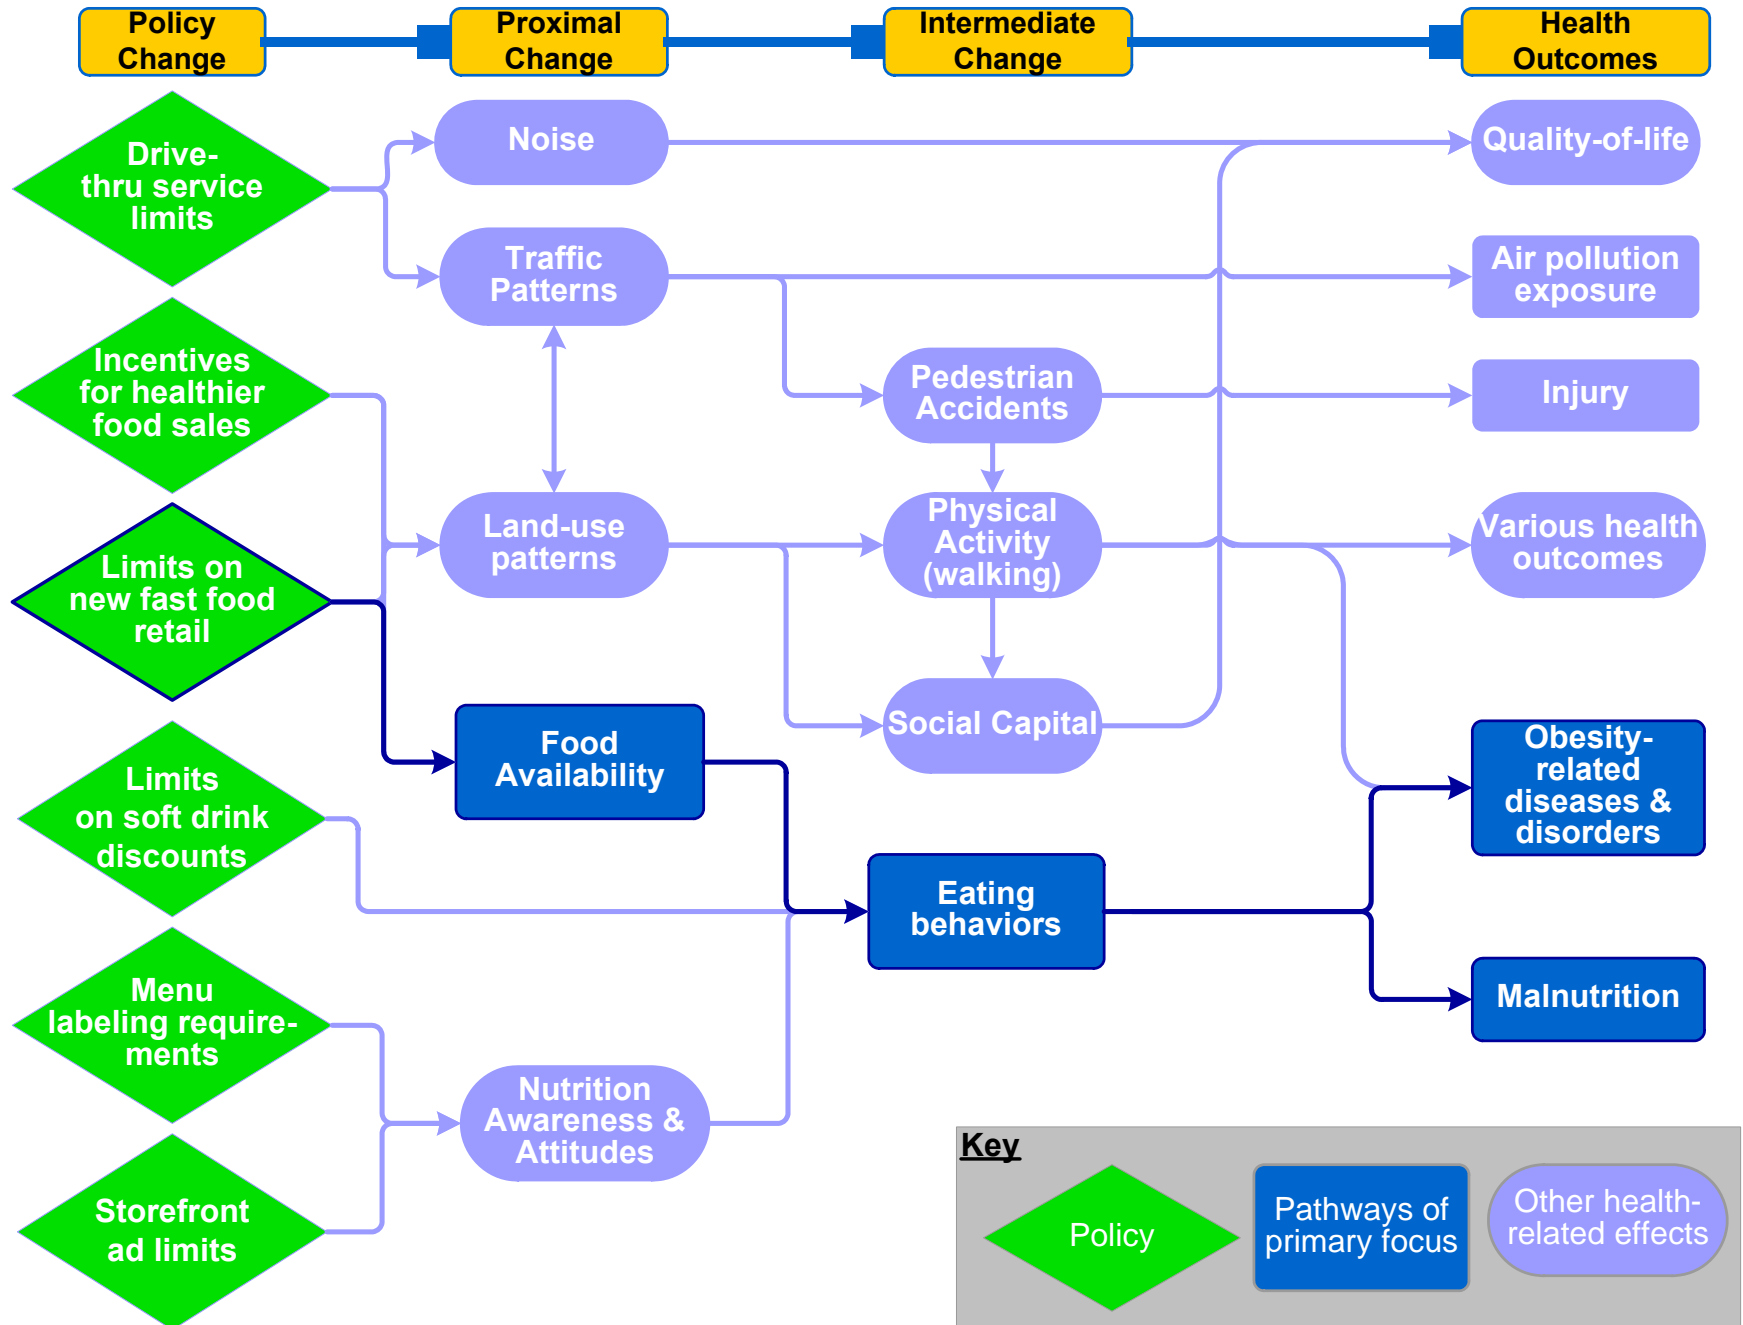 Policy
Change
Proximal
Change
Intermediate
Change
Health
Outcomes
Drive-
thru service
limits
Noise
Quality-of-life
Traffic
Patterns
Air pollution
exposure
Incentives
for healthier
food sales
Pedestrian
Accidents
Injury
Limits on
new fast food
retail
Land-use
patterns
Physical
Activity
(walking)
Various health
outcomes
Social Capital
Food
Availability
Obesity-
related
diseases &
disorders
Limits
on soft drink
discounts
Eating
behaviors
Malnutrition
Menu
labeling require-
ments
Nutrition
Awareness &
Attitudes
Storefront
ad limits
Key
Policy
Pathways of
primary focus
Other health-
related effects